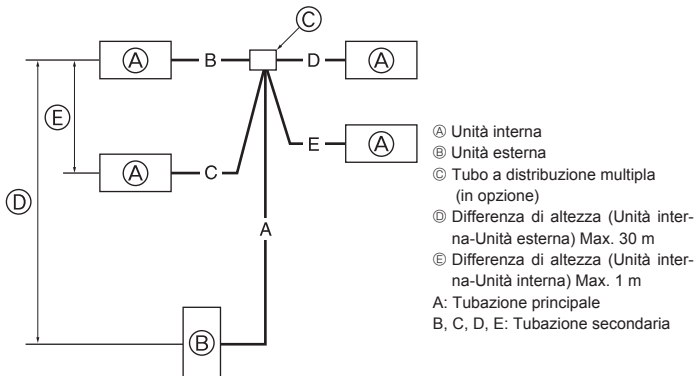 Ⓒ
Ⓐ B D Ⓐ
Ⓔ
Ⓐ C E Ⓐ
Ⓓ
A
Ⓑ
Ⓐ Unità interna
Ⓑ Unità esterna
Ⓒ Tubo a distribuzione multipla
(in opzione)
Ⓓ Differenza di altezza (Unità inter-
na-Unità esterna) Max. 30 m
Ⓔ Differenza di altezza (Unità inter-
na-Unità interna) Max. 1 m
A: Tubazione principale
B, C, D, E: Tubazione secondaria